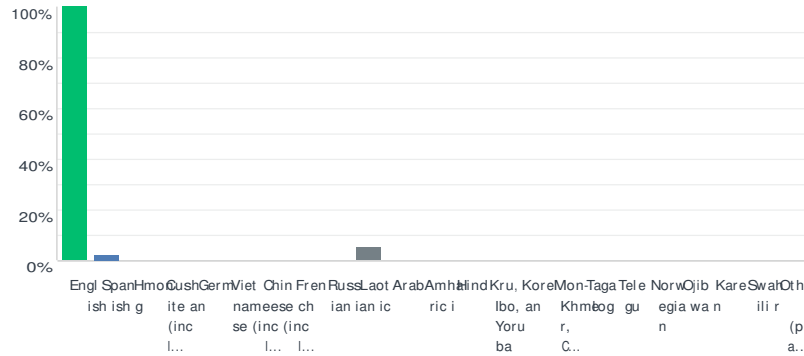 100%
80%
60%
40%
20%
0%
Engl Span Hmon Cush Germ Viet Chin Fren Russ Laot Arab Amha Hind Kru, Kore Mon- Taga Tele Norw Ojib Kare Swah Oth
ish ish g ite an namese ese ch ian ian ic ric i Ibo, an Khme log gu egia wa n ili r
(inc se (inc (inc Yoru r, n (p
l... l... l... ba C... a..